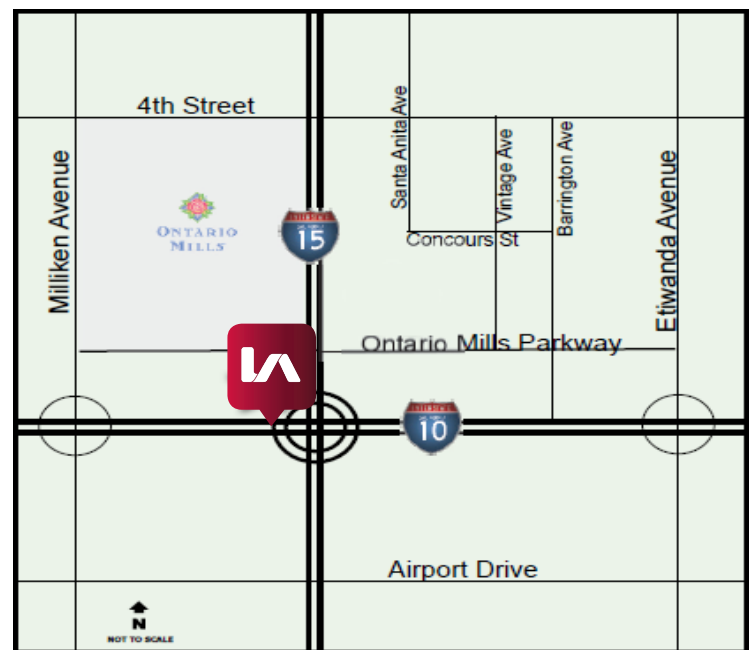 4th Street
Santa Anita Ave
Vintage Ave
Barrington Ave
Milliken Avenue
Etiwanda Avenue
ONTARIO
MILLS
15
Concours St
Ontario Mills Parkway
10
Airport Drive
N
NOT TO SCALE